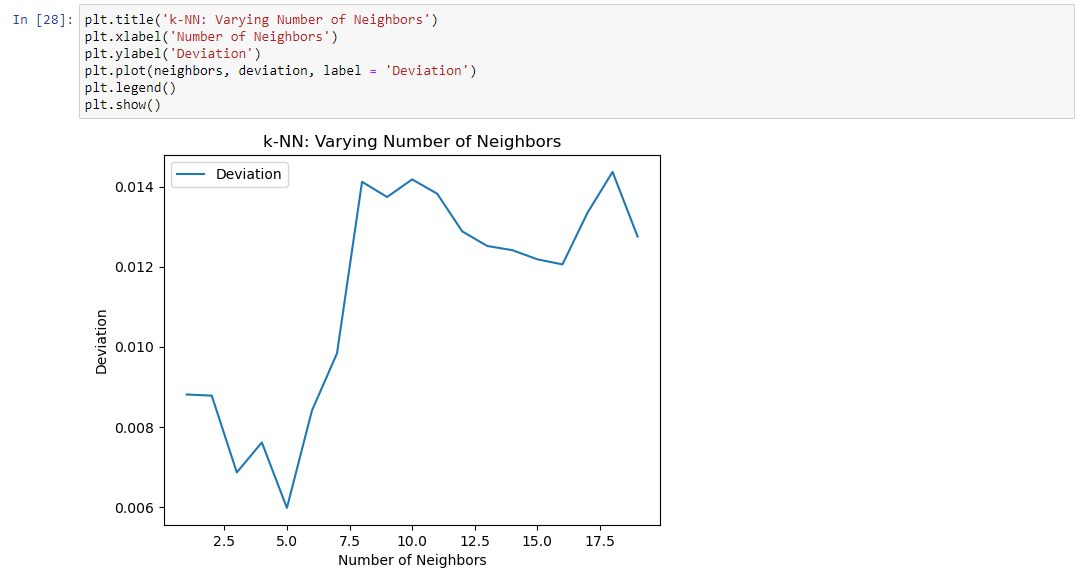 In [28]: plt.title('k-NN: Varying Number of Neighbors')
plt.xlabel('Number of Neighbors')
plt.ylabel('Deviation')
plt.plot(neighbors, deviation, label = 'Deviation')
plt.legend()
plt.show()
k-NN: Varying Number of Neighbors
Deviation
0.014
0.012
0.010
0.008
0.006
Deviation
2.5 5.0 7.5 10.0 12.5 15.0 17.5
Number of Neighbors